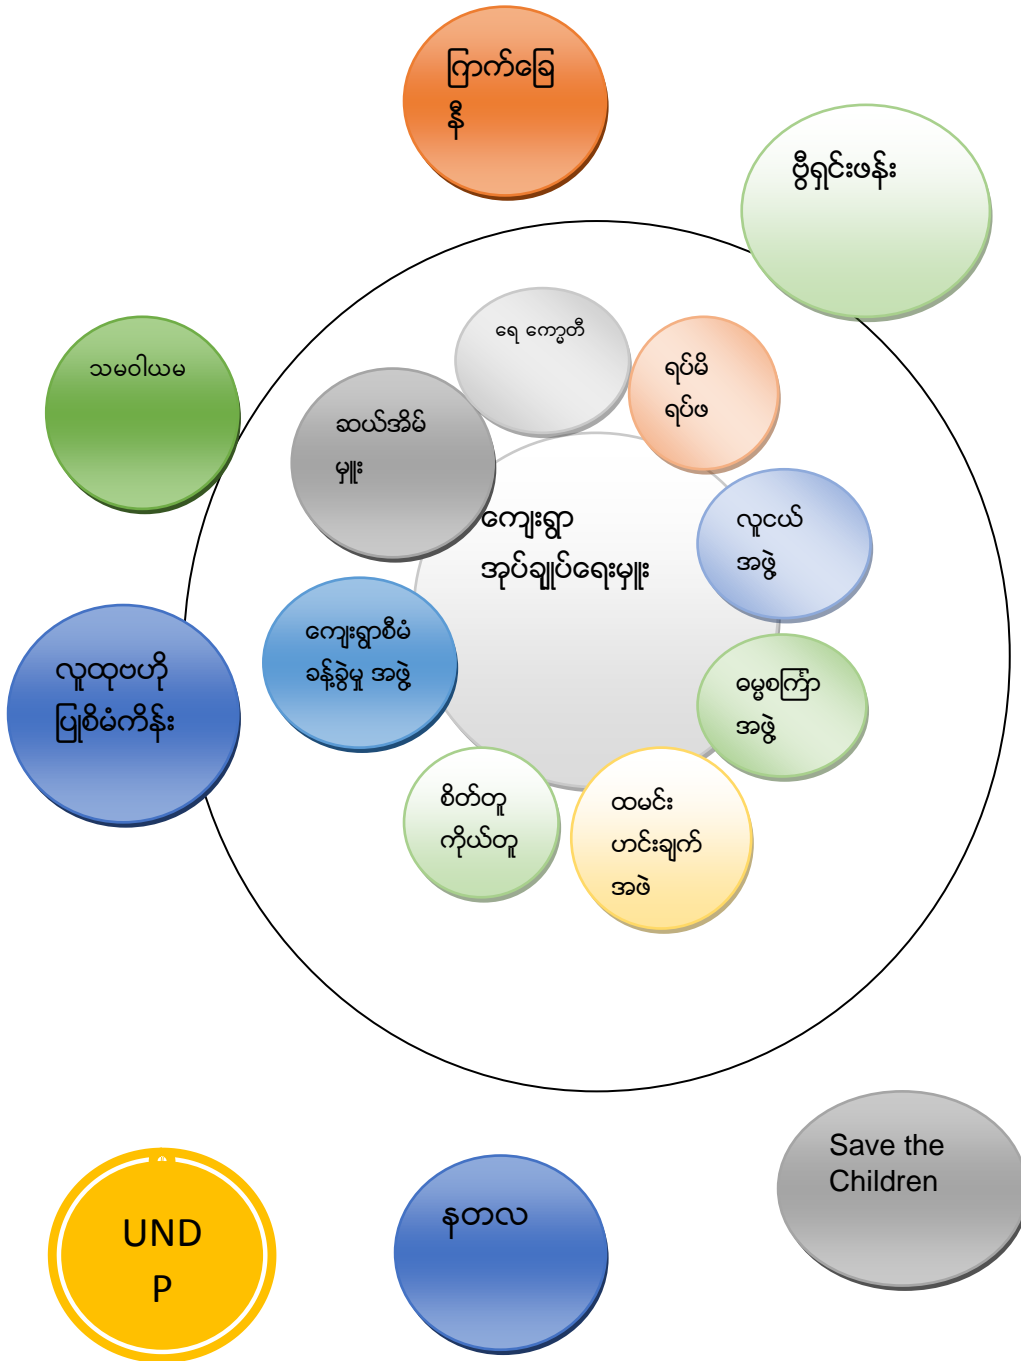 ကြာက်ခြေ
နီ
ဗွီရှင်းဖန်း
ရေ ကော့မတီ
ရပ်မိ
ရပ်ဖ
သမဝါယမ
ဆယ်အိမ်
မှူး
ကျေးရွာ
အုပ်ချုပ်ရေးမှူး
လူငယ်
အဖွဲ့
ကျေးရွာစီမံ
ခန့်ခွဲမှု အဖွဲ့
လူထုဗဟို
ပြုစီမံကိန်း
ဓမ္မစင်္ကြာ
အဖွဲ့
စိတ်တူ
ကိုယ်တူ
ထမင်း
ဟင်းချက်
အဖဲ
Save the
Children
UND
P
နတလ